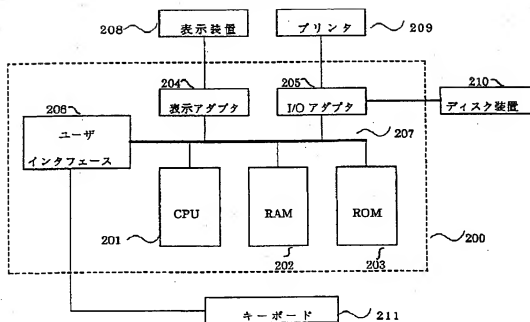 208
表示装置
プリンタ
209
204
表示アダプタ
205
I/O アダプタ
210
ディスク装置
206
ユーザ
インタフェース
207
CPU
RAM
ROM
201
202
203
200
キーボード
211